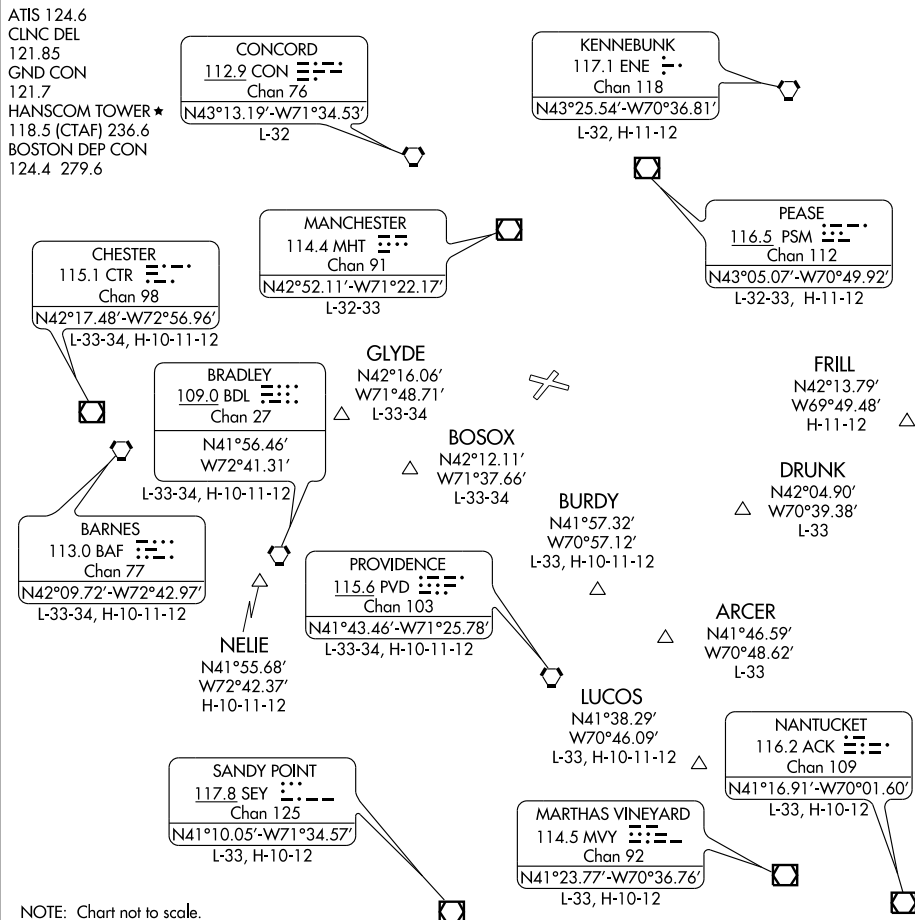 ATIS 124.6
CLNC DEL
121.85
GND CON
121.7
HANSCOM TOWER★
118.5 (CTAF) 236.6
BOSTON DEP CON
124.4 279.6
CONCORD
112.9 CON
Chan 76
N43°13.19′-W71°34.53′
L-32
KENNEBUNK
117.1 ENE
Chan 118
N43°25.54′-W70°36.81′
L-32, H-11-12
MANCHESTER
114.4 MHT
Chan 91
N42°52.11′-W71°22.17′
L-32-33
PEASE
116.5 PSM
Chan 112
N43°05.07′-W70°49.92′
L-32-33, H-11-12
CHESTER
115.1 CTR
Chan 98
N42°17.48′-W72°56.96′
L-33-34, H-10-11-12
BRADLEY
109.0 BDL
Chan 27
N41°56.46′
W72°41.31′
L-33-34, H-10-11-12
GLYDE
N42°16.06′
W71°48.71′
L-33-34
BOSOX
N42°12.11′
W71°37.66′
L-33-34
FRILL
N42°13.79′
W69°49.48′
H-11-12
DRUNK
N42°04.90′
W70°39.38′
L-33
BURDY
N41°57.32′
W70°57.12′
L-33, H-10-11-12
BARNES
113.0 BAF
Chan 77
N42°09.72′-W72°42.97′
L-33-34, H-10-11-12
PROVIDENCE
115.6 PVD
Chan 103
N41°43.46′-W71°25.78′
L-33-34, H-10-11-12
NELIE
N41°55.68′
W72°42.37′
H-10-11-12
ARCER
N41°46.59′
W70°48.62′
L-33
LUCOS
N41°38.29′
W70°46.09′
L-33, H-10-11-12
NANTUCKET
116.2 ACK
Chan 109
N41°16.91′-W70°01.60′
L-33, H-10-12
SANDY POINT
117.8 SEY
Chan 125
N41°10.05′-W71°34.57′
L-33, H-10-12
MARTHAS VINEYARD
114.5 MVY
Chan 92
N41°23.77′-W70°36.76′
L-33, H-10-12
NOTE: Chart not to scale.